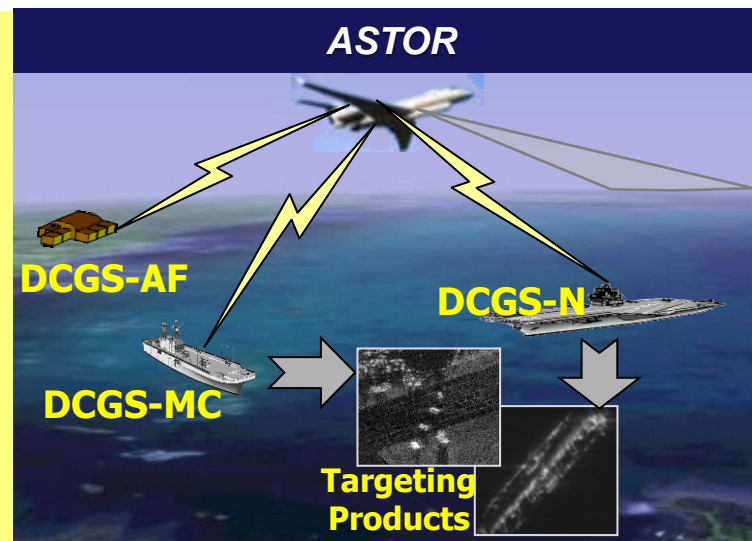 ASTOR
DCGS-AF
DCGS-N
DCGS-MC
Targeting
Products